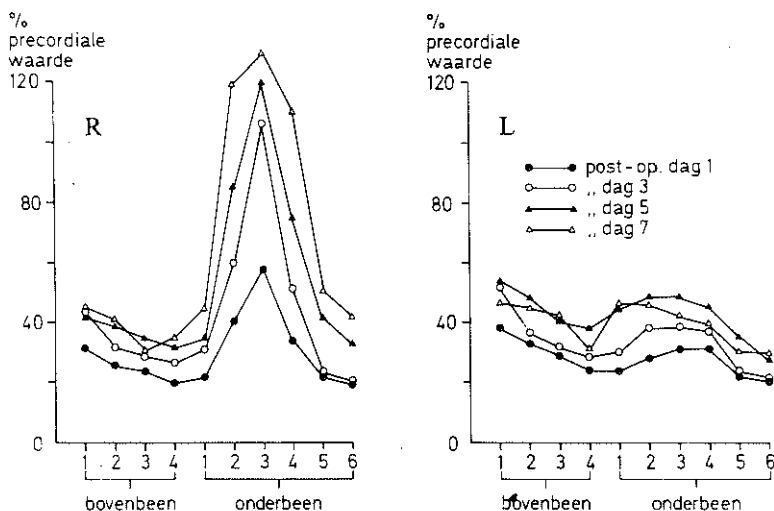 %
precordiale
waarde
120
R
80
40
0
1 2 3 4 1 2 3 4 5 6
bovenbeen onderbeen
%
precordiale
waarde
120
L
post-op. dag 1
„ dag 3
„ dag 5
„ dag 7
80
40
0
1 2 3 4 1 2 3 4 5 6
bovenbeen onderbeen